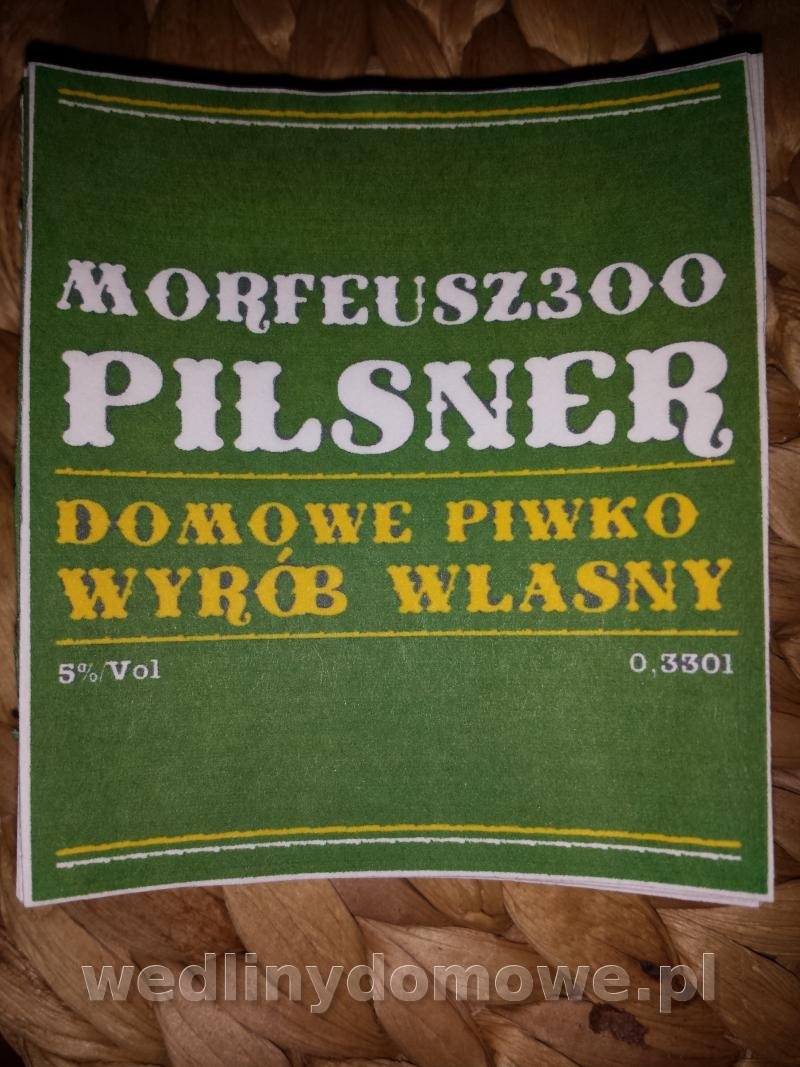 MORFEUSZ300
PILSNER
DOMOWE PIWKO
WYRÓB WLASNY
5%/Vol
0,330l
wedlinydomowe.pl